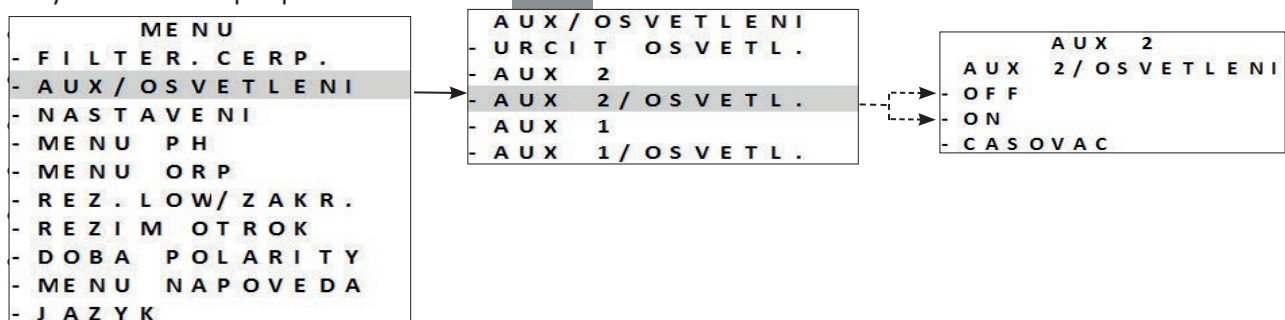 MENU
- FILTER. CERP.
- AUX/OSVETLENI
- NASTAVENI
- MENU PH
- MENU ORP
- REZ. LOW/ZAKR.
- REZIM OTROK
- DOBA POLARITY
- MENU NAPOVEDA
- JAZYK
AUX/OSVETLENI
- URCIT OSVETL.
- AUX 2
- AUX 2/OSVETL.
- AUX 1
- AUX 1/OSVETL.
AUX 2
AUX 2/OSVETLENI
- OFF
- ON
- CASOVAC